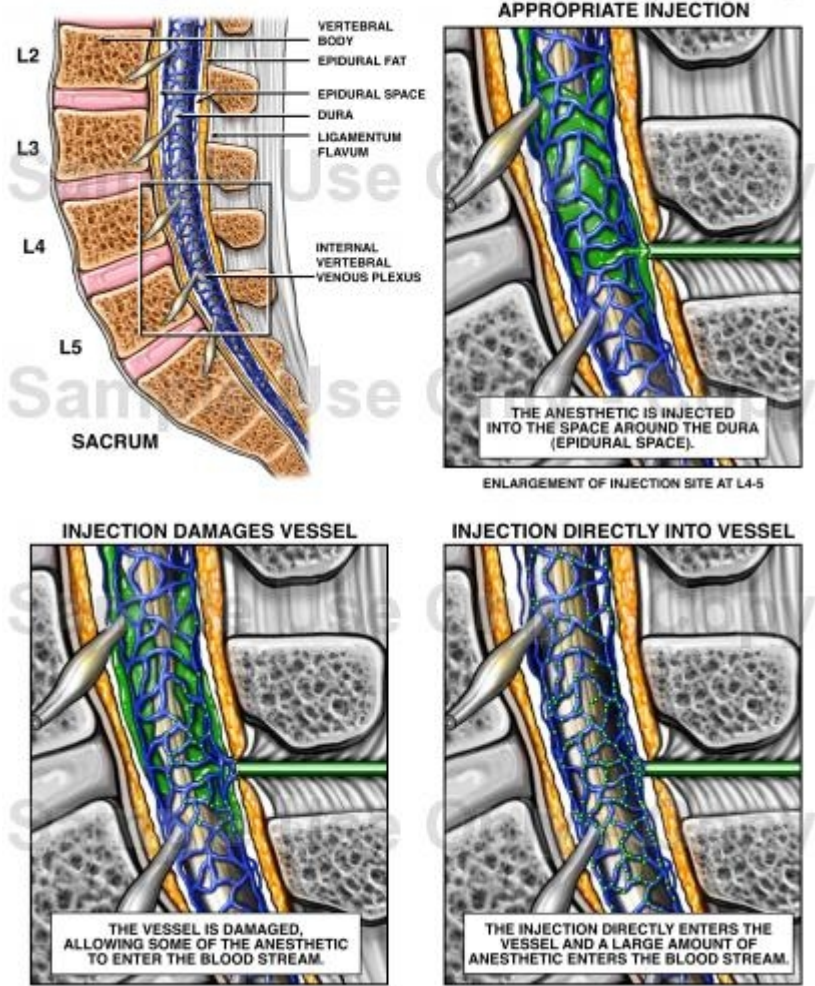 VERTEBRAL
BODY
EPIDURAL FAT
EPIDURAL SPACE
DURA
LIGAMENTUM
FLAVUM
INTERNAL
VERTEBRAL
VENOUS PLEXUS
L2
L3
L4
L5
SACRUM
APPROPRIATE INJECTION
THE ANESTHETIC IS INJECTED
INTO THE SPACE AROUND THE DURA
(EPIDURAL SPACE).
ENLARGEMENT OF INJECTION SITE AT L4-5
INJECTION DAMAGES VESSEL
THE VESSEL IS DAMAGED,
ALLOWING SOME OF THE ANESTHETIC
TO ENTER THE BLOOD STREAM.
INJECTION DIRECTLY INTO VESSEL
THE INJECTION DIRECTLY ENTERS THE
VESSEL AND A LARGE AMOUNT OF
ANESTHETIC ENTERS THE BLOOD STREAM.